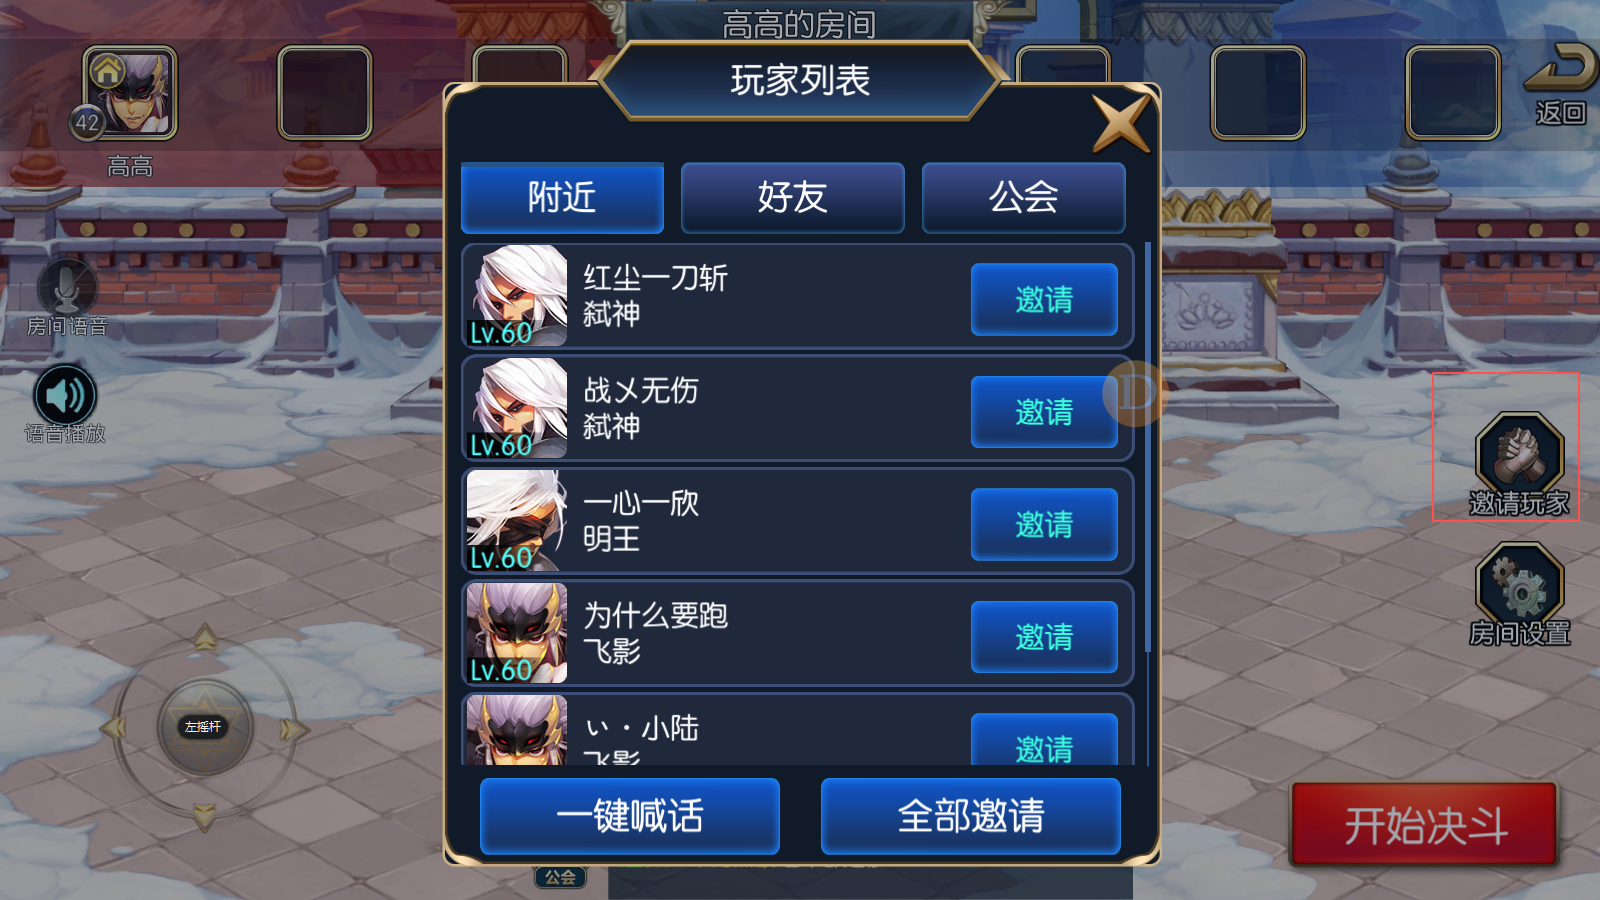 高高的房间
玩家列表
返回
42
高高
附近
好友
公会
红尘一刀斩
弑神
Lv.60
邀请
房间语音
战乄无伤
弑神
Lv.60
邀请
D
语音播放
一心一欣
明王
Lv.60
邀请
邀请玩家
为什么要跑
飞影
Lv.60
邀请
房间设置
左摇杆
い·小陆
飞影
邀请
一键喊话
全部邀请
开始决斗
公会